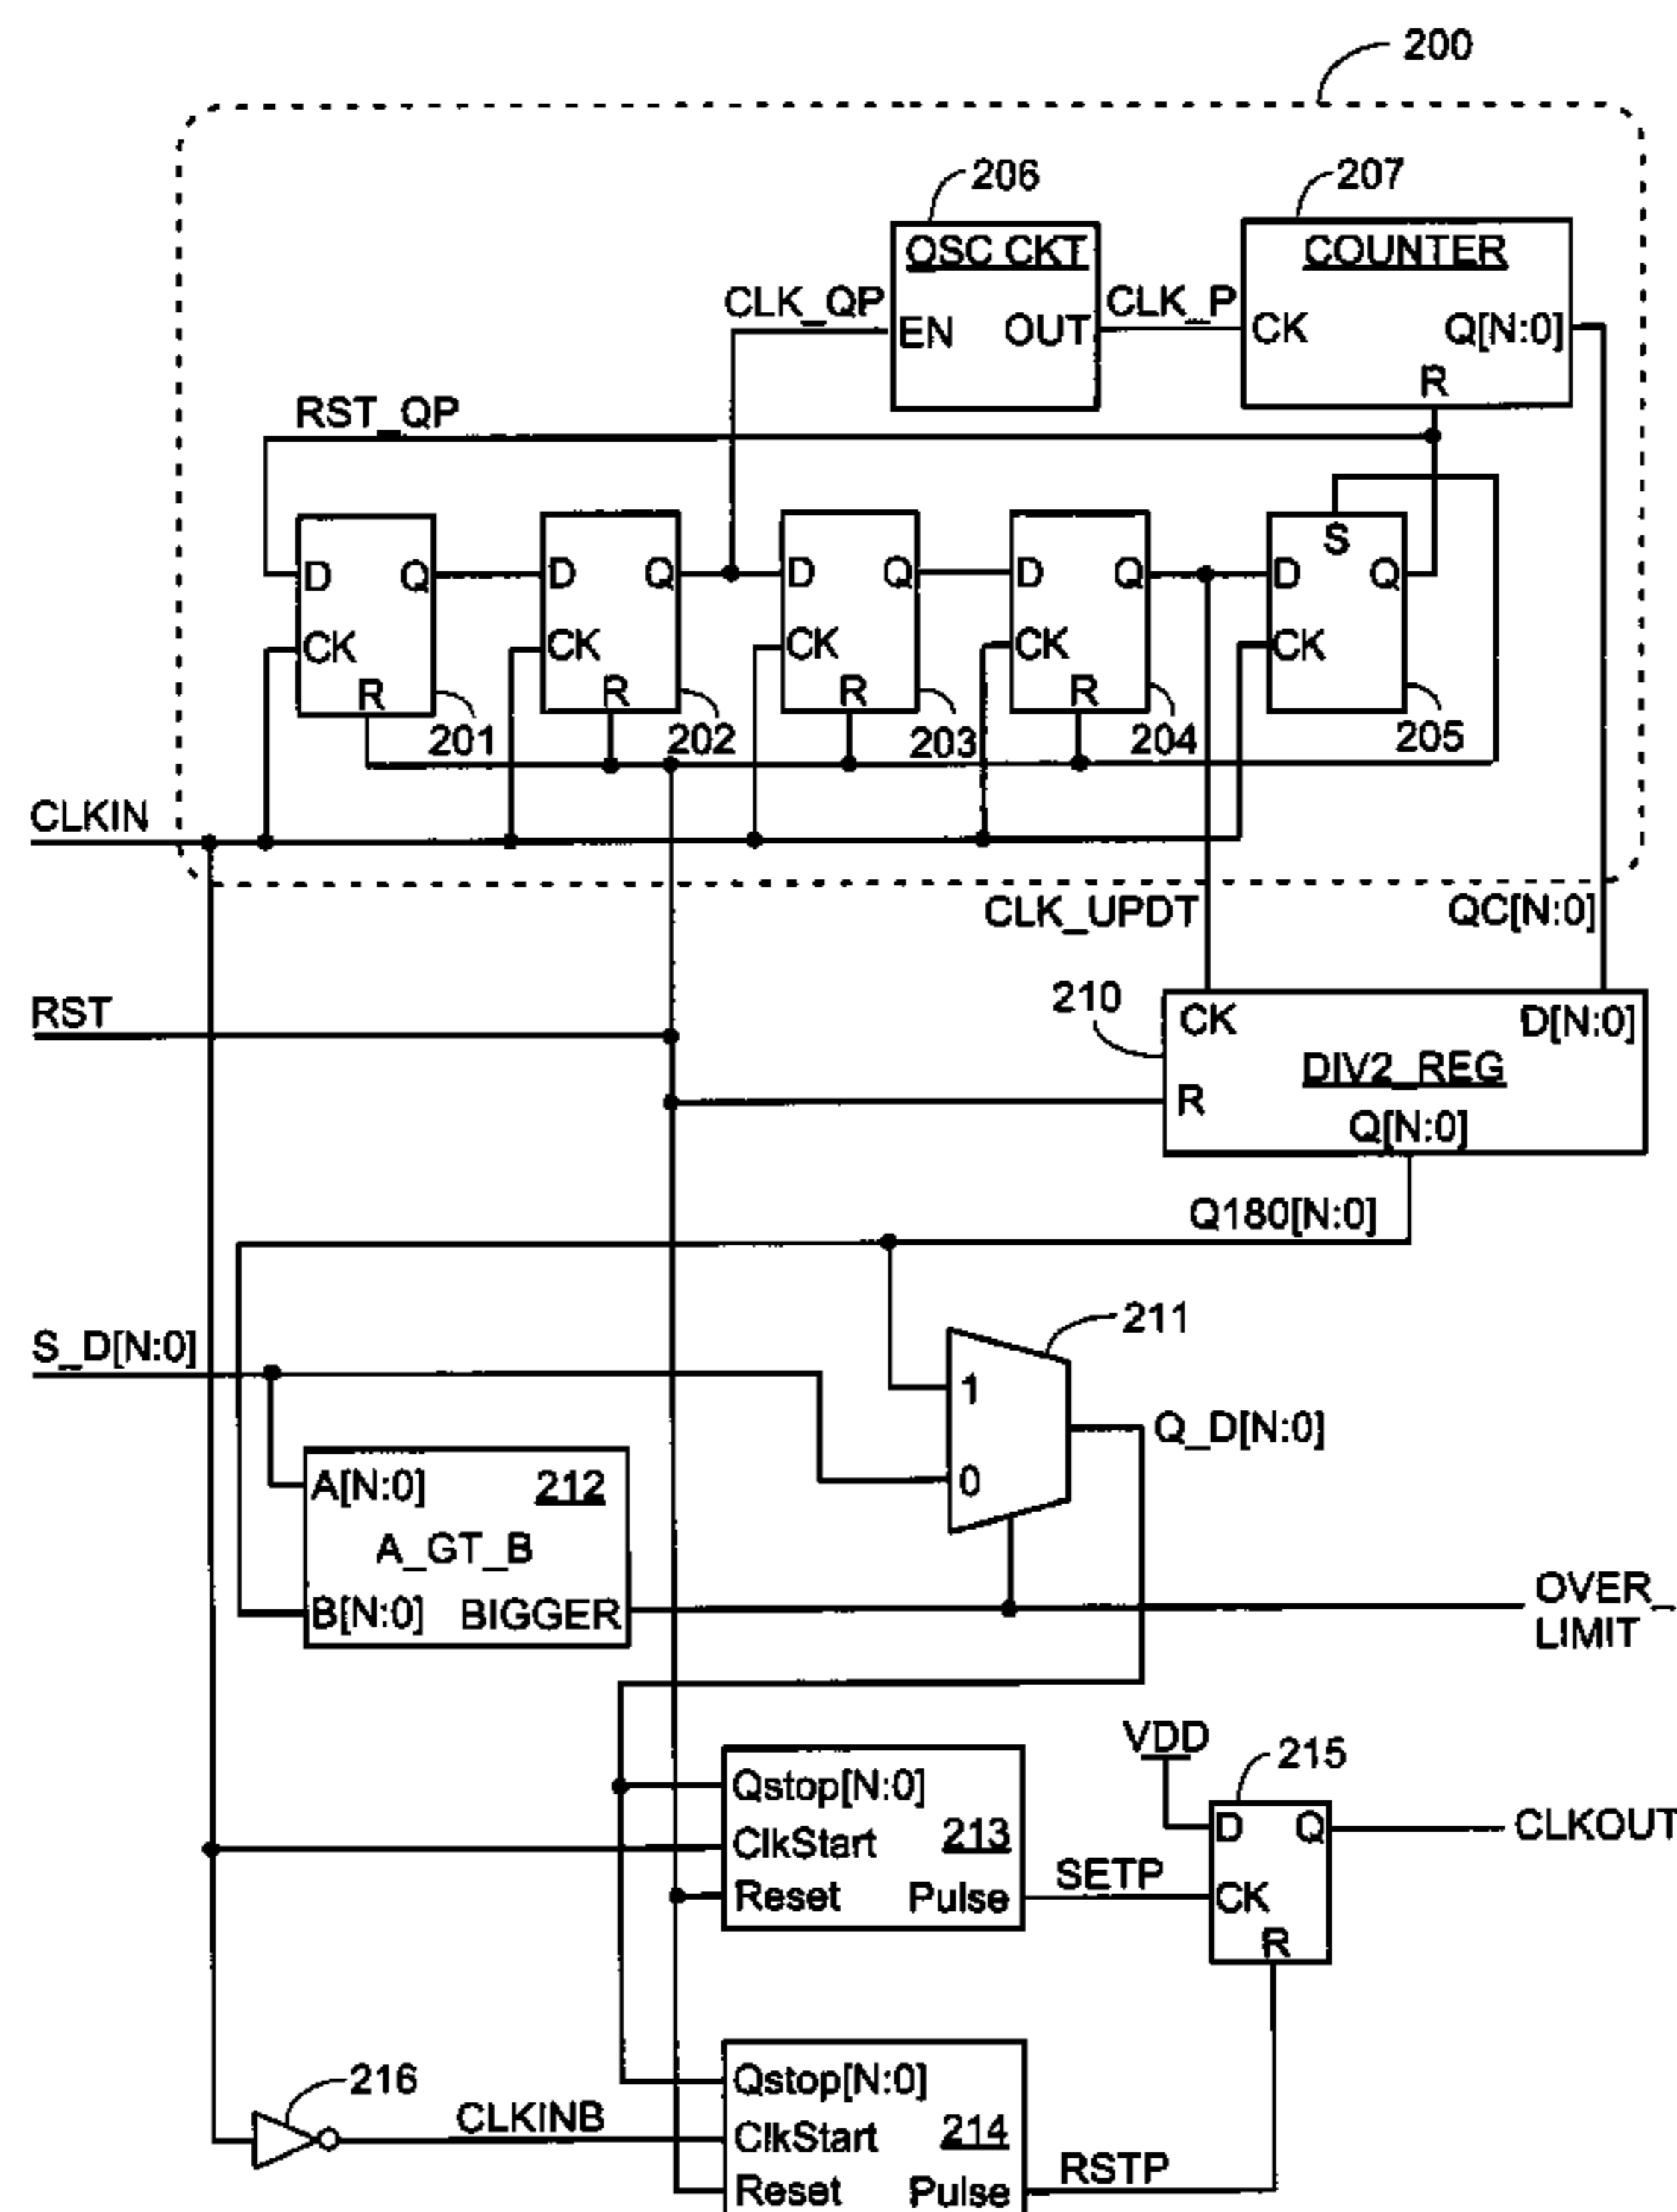 200
206
207
OSC CKT
COUNTER
CLK_QP
CLK_P
EN
OUT
CK
Q[N:0]
R
RST_QP
S
D
Q
D
Q
D
Q
D
Q
D
Q
CK
CK
CK
CK
CK
R
R
R
R
201
202
203
204
205
CLKIN
CLK_UPDT
QC[N:0]
RST
210
CK
D[N:0]
DIV2_REG
R
Q[N:0]
Q180[N:0]
211
S_D[N:0]
1
Q_D[N:0]
0
A[N:0]
212
A_GT_B
B[N:0]
BIGGER
OVER_
LIMIT
VDD
215
Qstop[N:0]
D
Q
CLKOUT
ClkStart
213
SETP
Reset
Pulse
CK
R
216
Qstop[N:0]
CLKINB
ClkStart
214
RSTP
Reset
Pulse